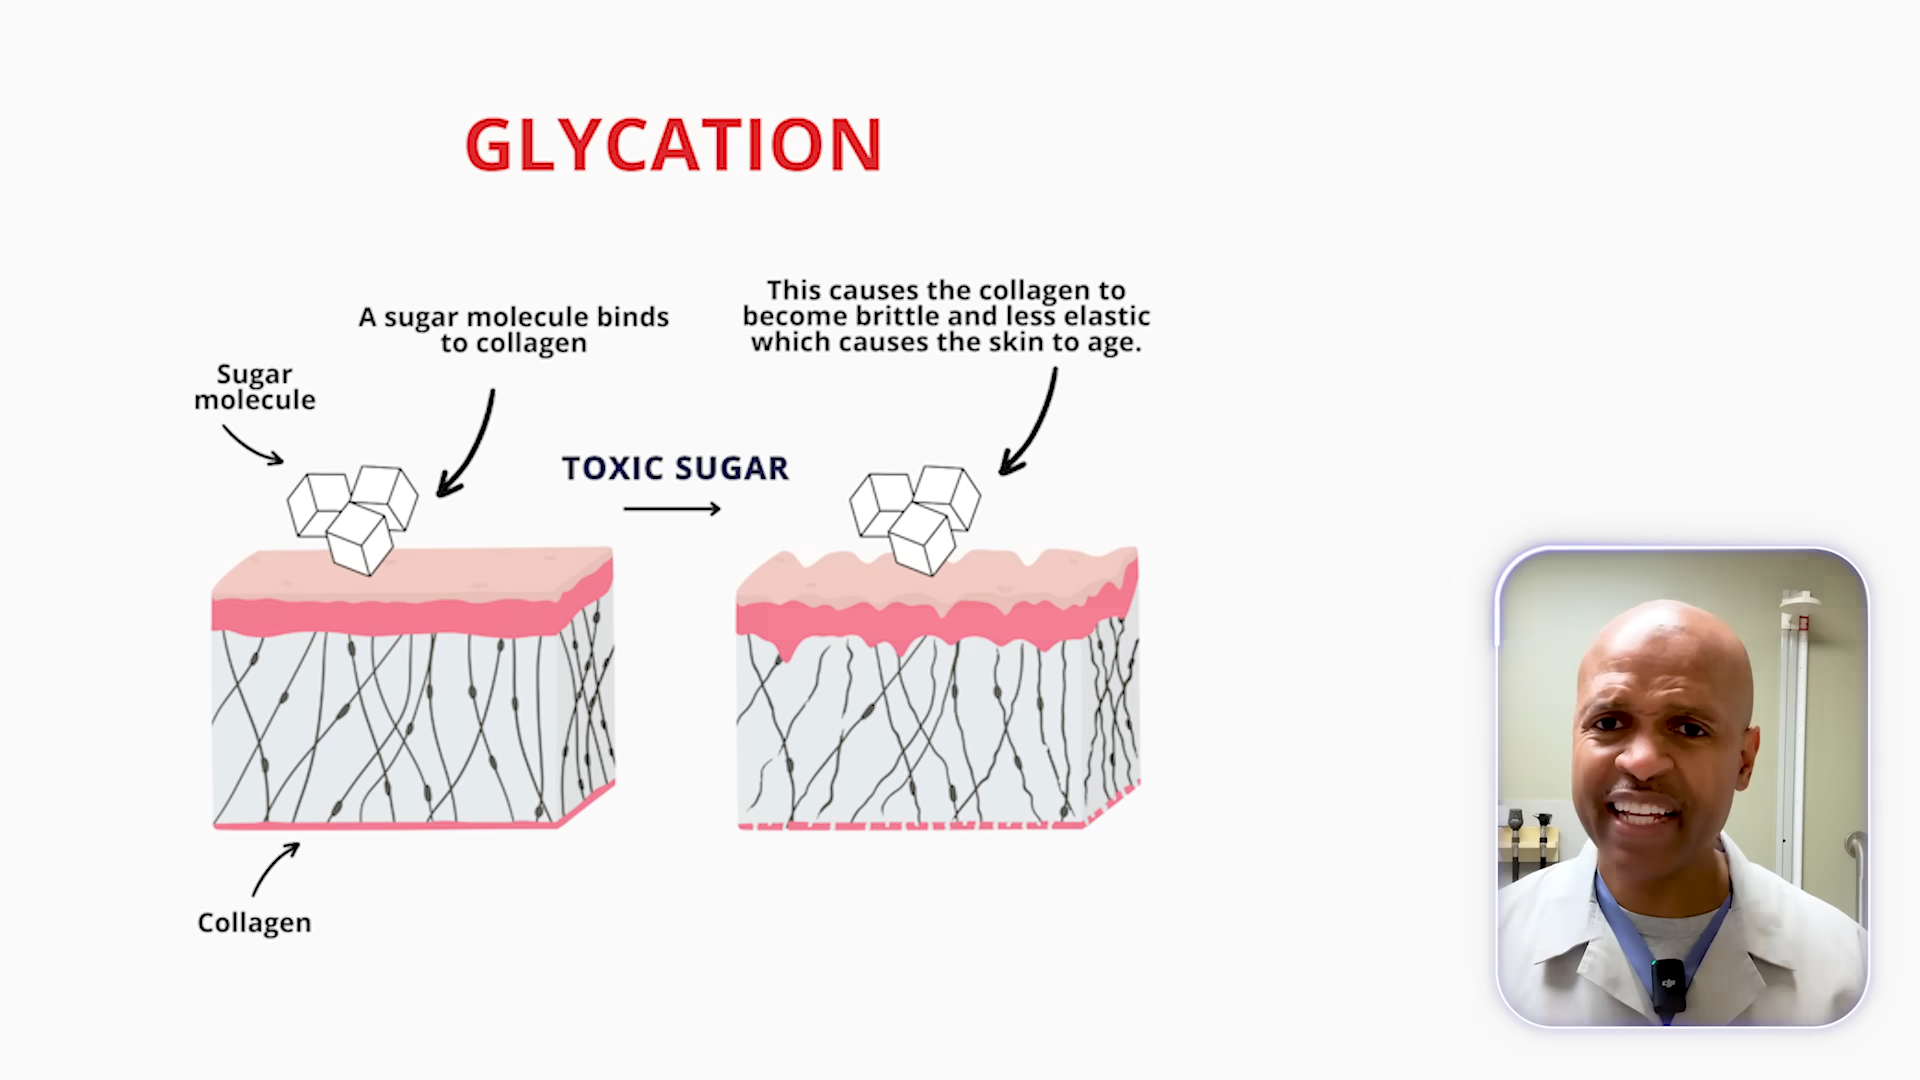 GLYCATION
This causes the collagen to
become brittle and less elastic
which causes the skin to age.
A sugar molecule binds
to collagen
Sugar
molecule
TOXIC SUGAR
Collagen
dji